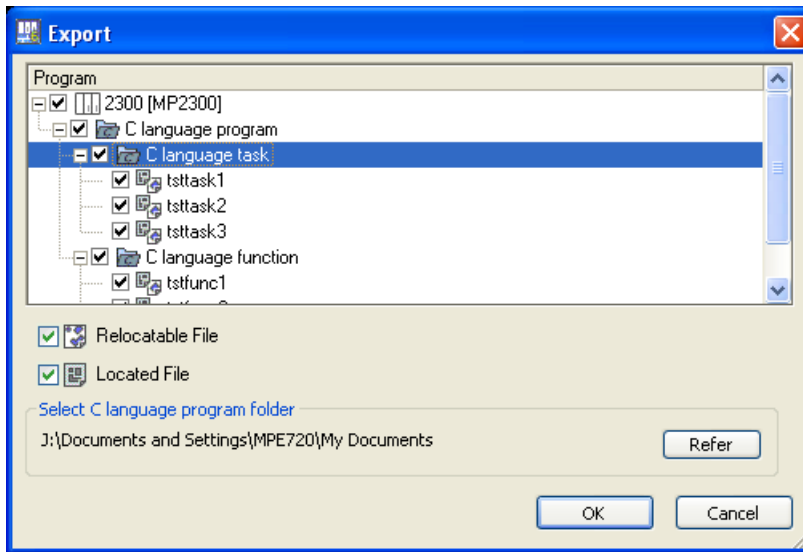 Export
Program
2300 [MP2300]
C language program
C language task
tsttask1
tsttask2
tsttask3
C language function
tstfunc1
Relocatable File
Located File
Select C language program folder
J:\Documents and Settings\MPE720\My Documents
Refer
OK Cancel